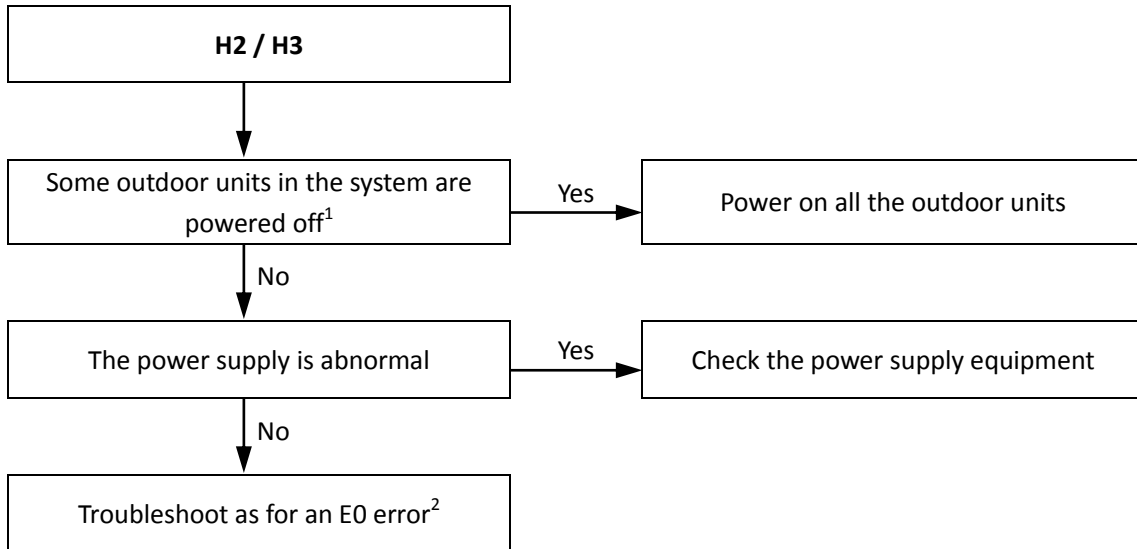 H2 / H3
Some outdoor units in the system are
powered off¹
Yes
Power on all the outdoor units
No
The power supply is abnormal
Yes
Check the power supply equipment
No
Troubleshoot as for an E0 error²